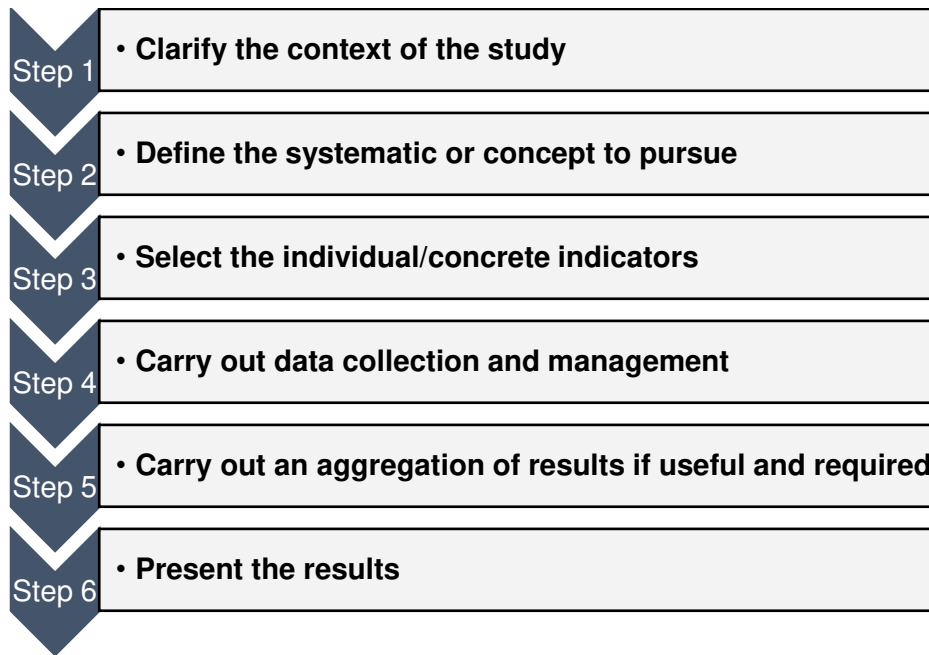 Step 1
• Clarify the context of the study
Step 2
• Define the systematic or concept to pursue
Step 3
• Select the individual/concrete indicators
Step 4
• Carry out data collection and management
Step 5
• Carry out an aggregation of results if useful and required
Step 6
• Present the results